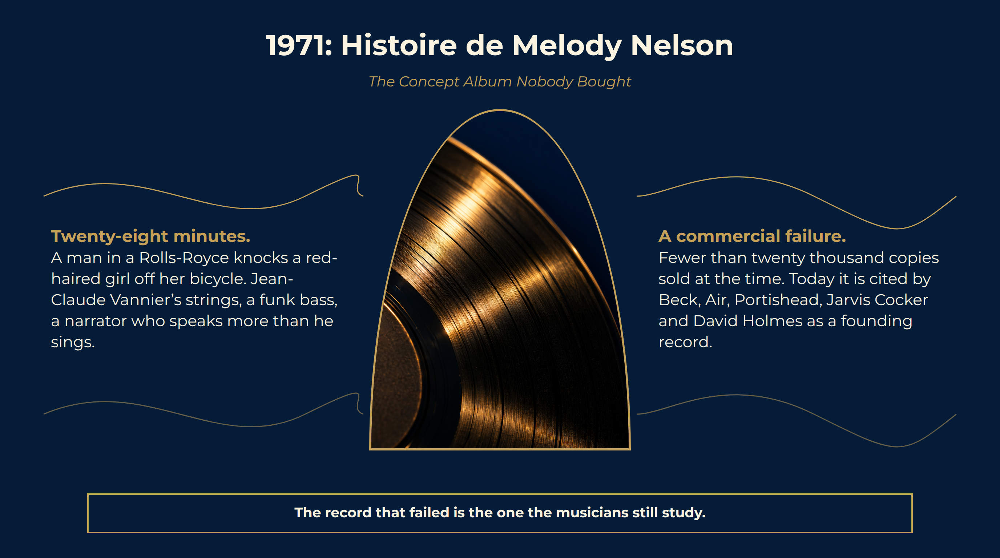 1971: Histoire de Melody Nelson
The Concept Album Nobody Bought
Twenty-eight minutes.
A man in a Rolls-Royce knocks a red-
haired girl off her bicycle. Jean-
Claude Vannier’s strings, a funk bass,
a narrator who speaks more than he
sings.
A commercial failure.
Fewer than twenty thousand copies
sold at the time. Today it is cited by
Beck, Air, Portishead, Jarvis Cocker
and David Holmes as a founding
record.
The record that failed is the one the musicians still study.